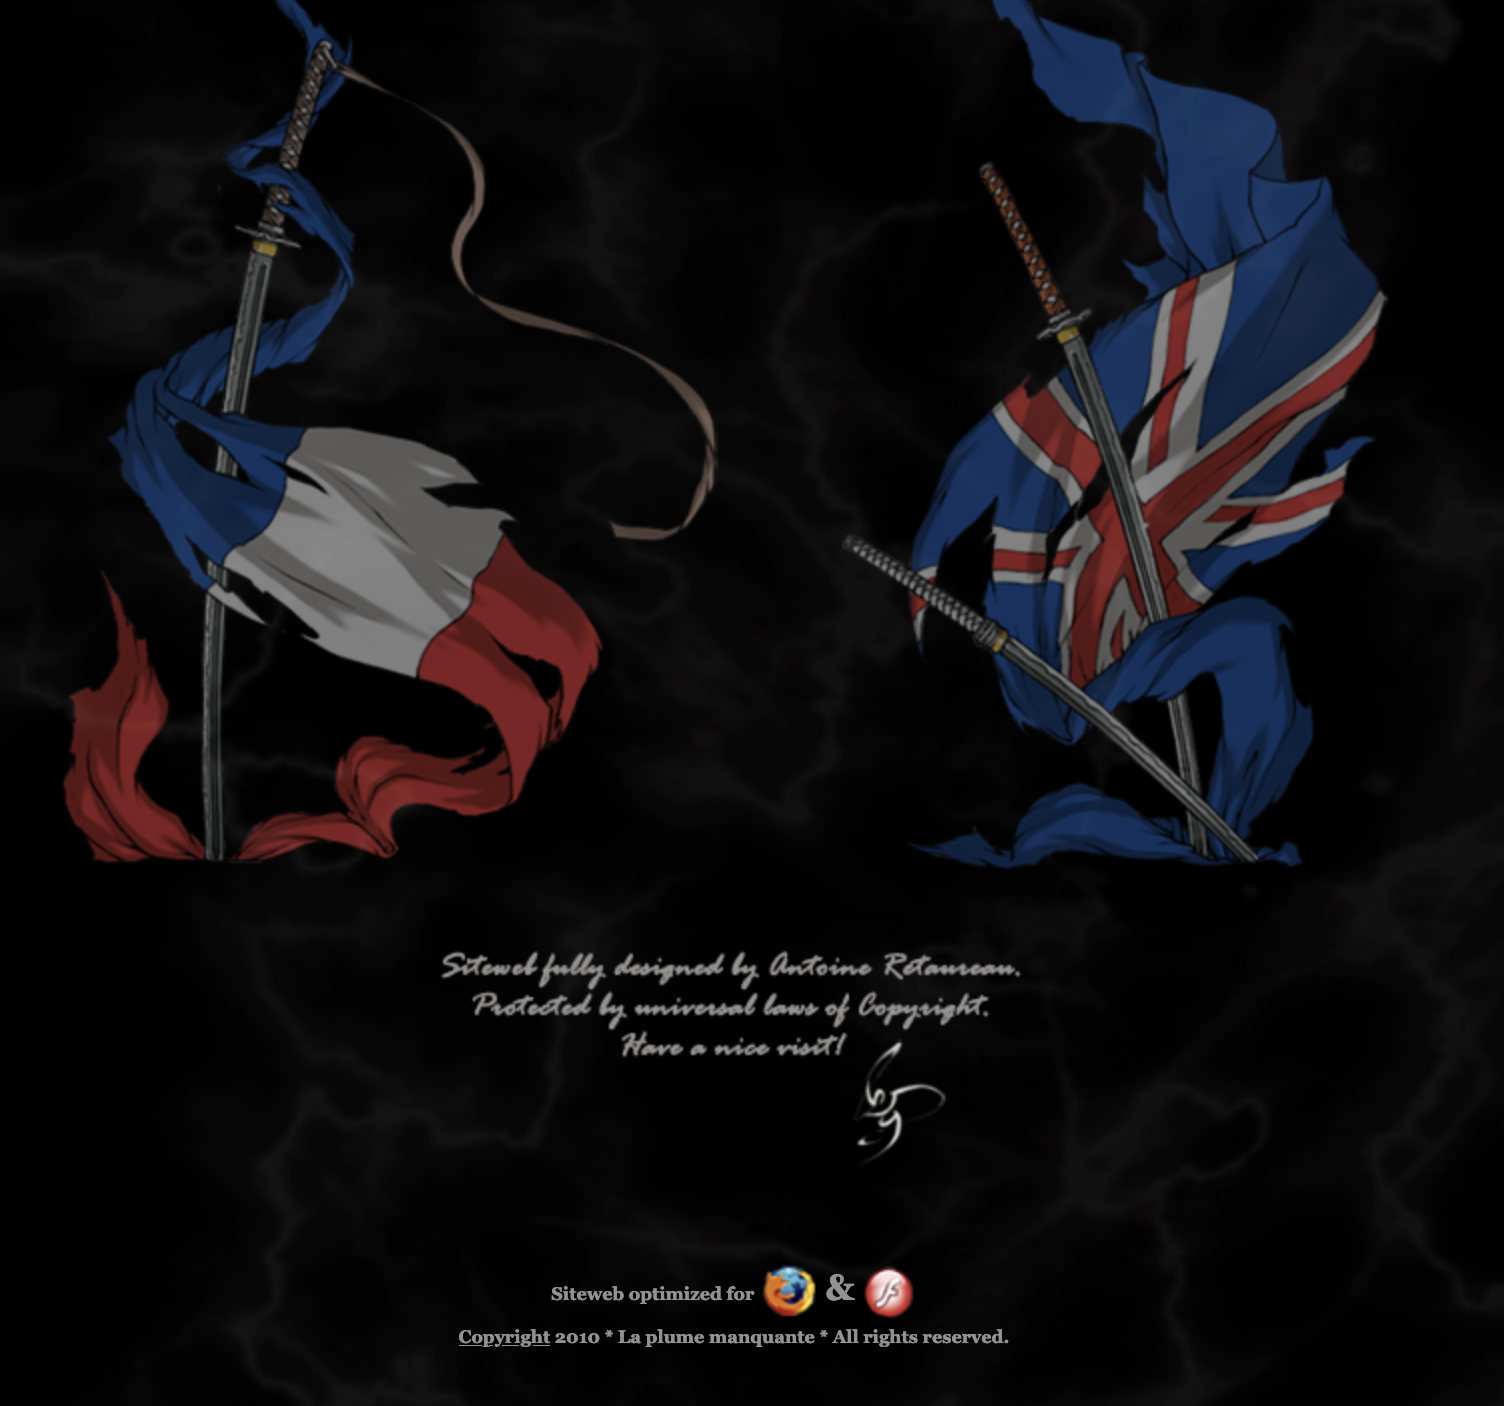 Siteweb fully designed by Antoine Retaureau.
Protected by universal laws of Copyright.
Have a nice visit!
Siteweb optimized for &
Copyright 2010 * La plume manquante * All rights reserved.